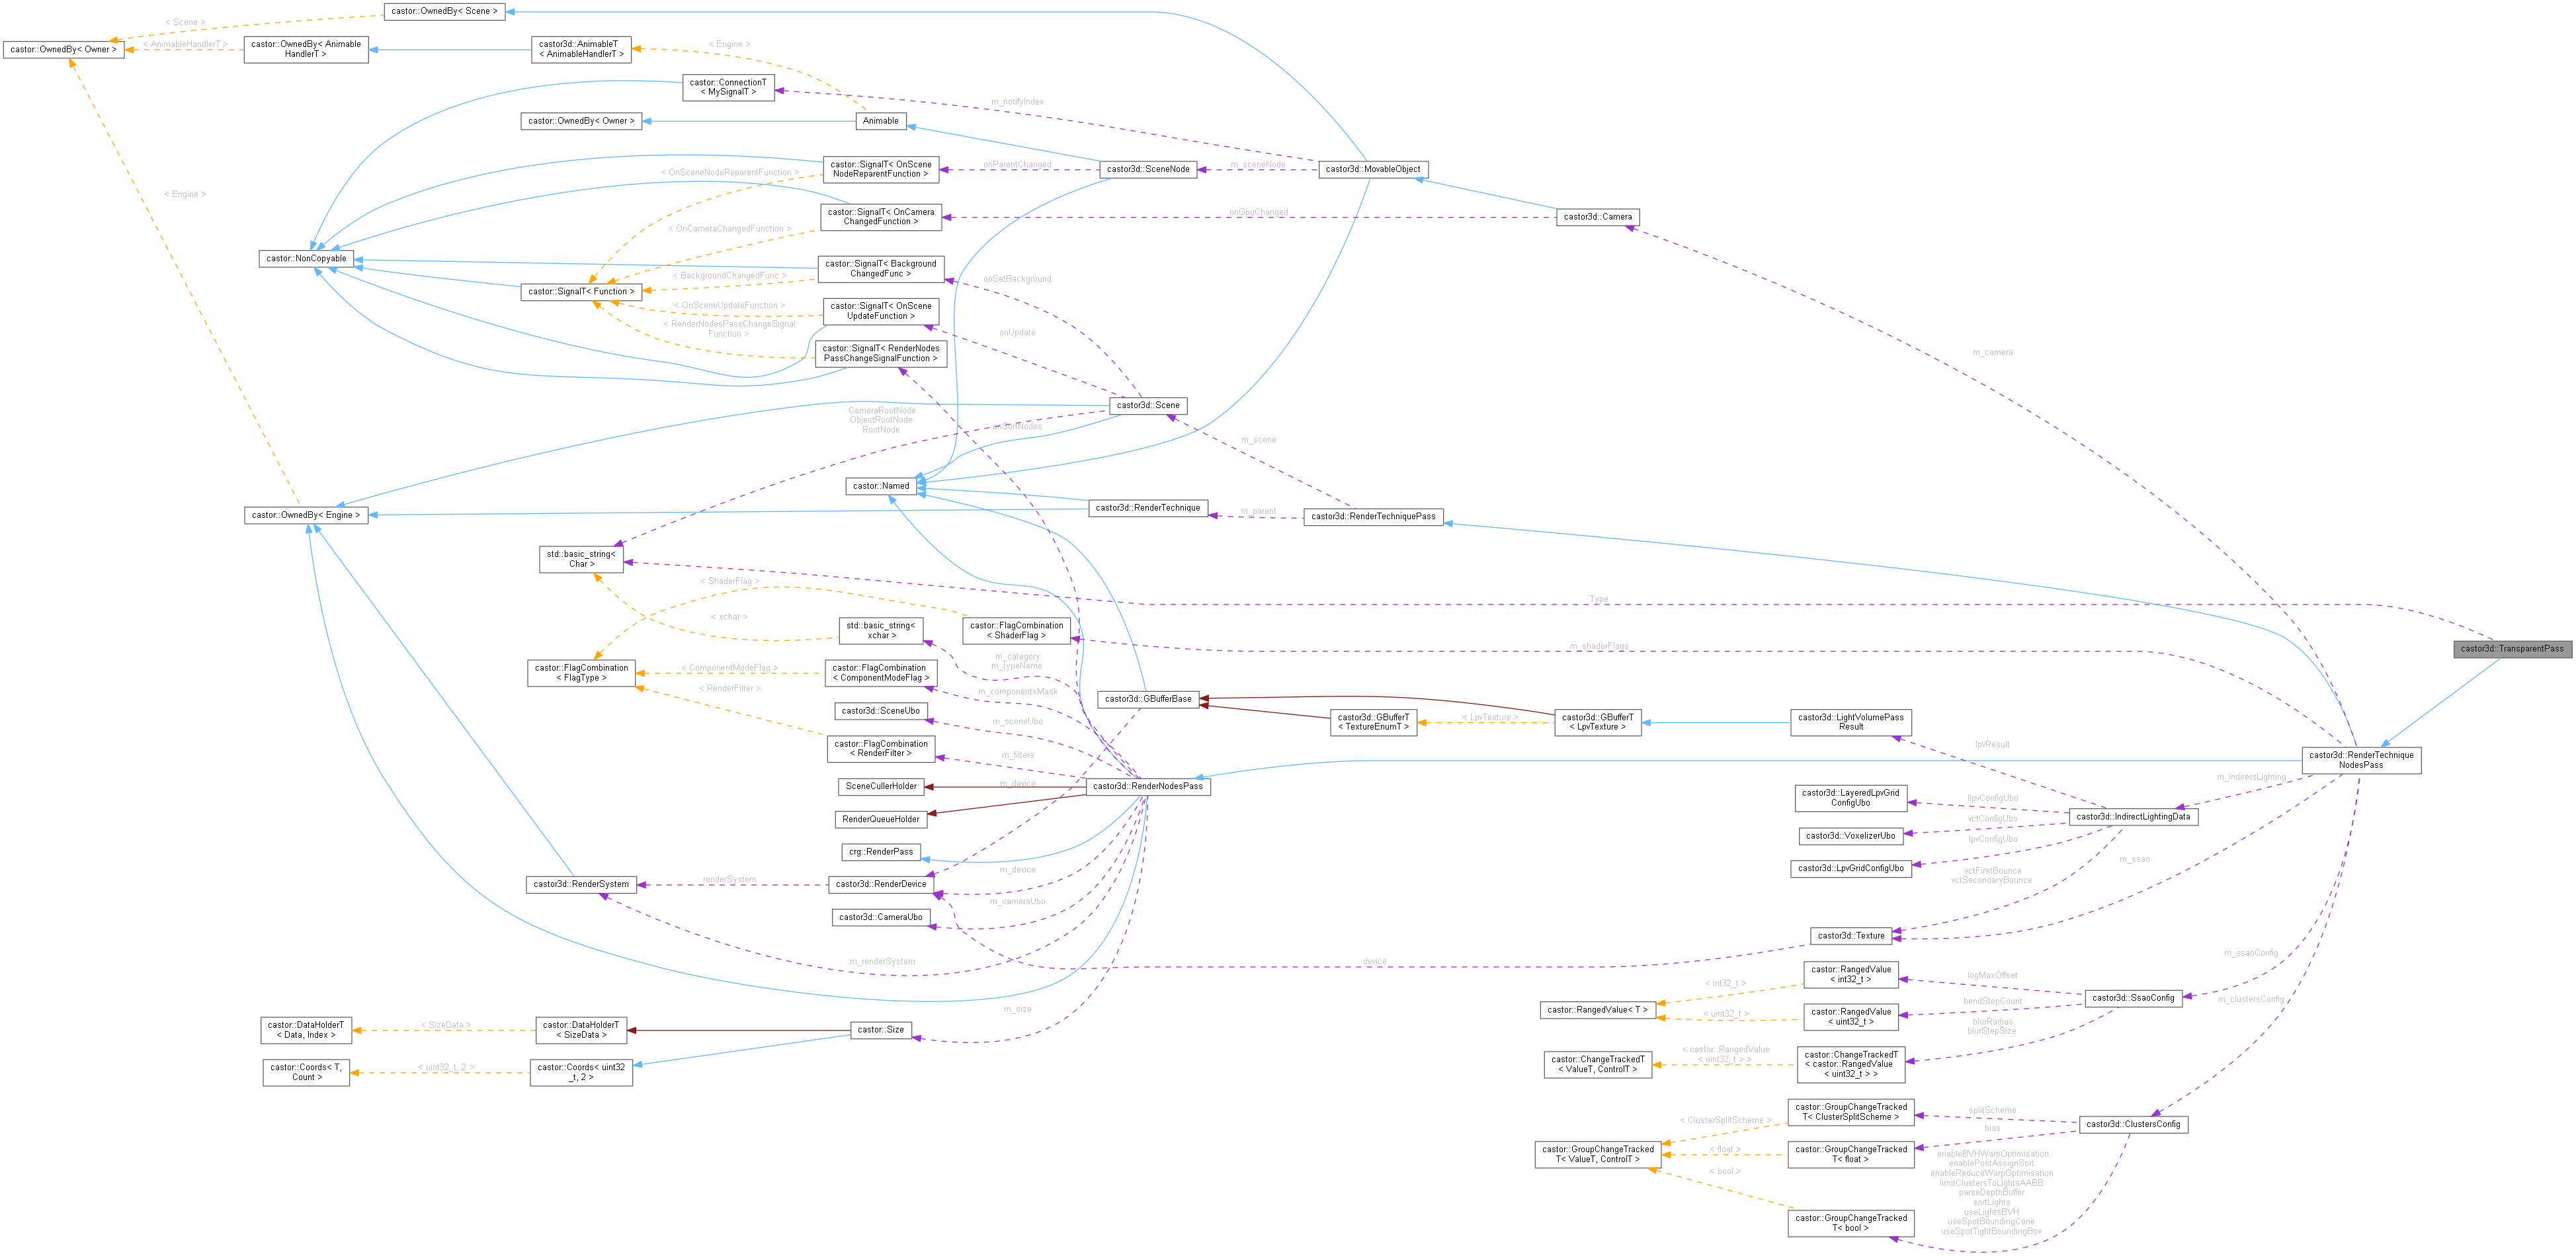 castor::OwnedBy< Scene >
< Scene >
castor::OwnedBy< Owner >
< AnimableHandlerT >
castor::OwnedBy< Animable
HandlerT >
castor3d::AnimableT
< AnimableHandlerT >
< Engine >
castor::ConnectionT
< MySignalT >
m_notifyIndex
castor::OwnedBy< Owner >
Animable
castor::SignalT< OnScene
NodeReparentFunction >
onParentChanged
castor3d::SceneNode
m_sceneNode
castor3d::MovableObject
< OnSceneNodeReparentFunction >
< Engine >
castor::SignalT< OnCamera
ChangedFunction >
onGpuChanged
castor3d::Camera
< OnCameraChangedFunction >
castor::NonCopyable
castor::SignalT< Background
ChangedFunc >
< BackgroundChangedFunc >
onSetBackground
castor::SignalT< Function >
< OnSceneUpdateFunction >
castor::SignalT< OnScene
UpdateFunction >
< RenderNodesPassChangeSignal
Function >
onUpdate
castor::SignalT< RenderNodes
PassChangeSignalFunction >
m_camera
castor3d::Scene
CameraRootNode
ObjectRootNode
RootNode
onSortNodes
m_scene
castor::Named
castor::OwnedBy< Engine >
castor3d::RenderTechnique
m_parent
castor3d::RenderTechniquePass
std::basic_string<
Char >
< ShaderFlag >
Type
< xchar >
std::basic_string<
xchar >
castor::FlagCombination
< ShaderFlag >
m_shaderFlags
castor3d::TransparentPass
castor::FlagCombination
< FlagType >
< ComponentModeFlag >
castor::FlagCombination
< ComponentModeFlag >
m_category
m_typeName
m_componentsMask
< RenderFilter >
castor3d::GBufferBase
castor3d::SceneUbo
m_sceneUbo
castor3d::GBufferT
< TextureEnumT >
< LpvTexture >
castor3d::GBufferT
< LpvTexture >
castor3d::LightVolumePass
Result
lpvResult
castor::FlagCombination
< RenderFilter >
m_filters
castor3d::RenderTechnique
NodesPass
SceneCullerHolder
m_device
castor3d::RenderNodesPass
m_indirectLighting
RenderQueueHolder
castor3d::LayeredLpvGrid
ConfigUbo
llpvConfigUbo
castor3d::IndirectLightingData
castor3d::VoxelizerUbo
vctConfigUbo
crg::RenderPass
castor3d::LpvGridConfigUbo
lpvConfigUbo
m_ssao
castor3d::RenderSystem
renderSystem
castor3d::RenderDevice
m_device
vctFirstBounce
vctSecondaryBounce
castor3d::CameraUbo
m_cameraUbo
castor3d::Texture
m_renderSystem
device
m_ssaoConfig
castor::RangedValue
< int32_t >
logMaxOffset
castor3d::SsaoConfig
m_clustersConfig
castor::RangedValue< T >
< int32_t >
< uint32_t >
castor::RangedValue
< uint32_t >
bendStepCount
m_size
castor::DataHolderT
< Data, Index >
< SizeData >
castor::DataHolderT
< SizeData >
castor::Size
blurRadius
blurStepSize
castor::ChangeTrackedT
< ValueT, ControlT >
< castor::RangedValue
< uint32_t > >
castor::ChangeTrackedT
< castor::RangedValue
< uint32_t > >
castor::Coords< T,
Count >
< uint32_t, 2 >
castor::Coords< uint32
_t, 2 >
castor::GroupChangeTracked
T< ClusterSplitScheme >
splitScheme
castor3d::ClustersConfig
< ClusterSplitScheme >
bias
castor::GroupChangeTracked
T< ValueT, ControlT >
< float >
castor::GroupChangeTracked
T< float >
< bool >
enableBVHWarpOptimisation
enablePostAssignSort
enableReduceWarpOptimisation
limitClustersToLightsAABB
parseDepthBuffer
sortLights
useLightsBVH
useSpotBoundingCone
useSpotTightBoundingBox
castor::GroupChangeTracked
T< bool >